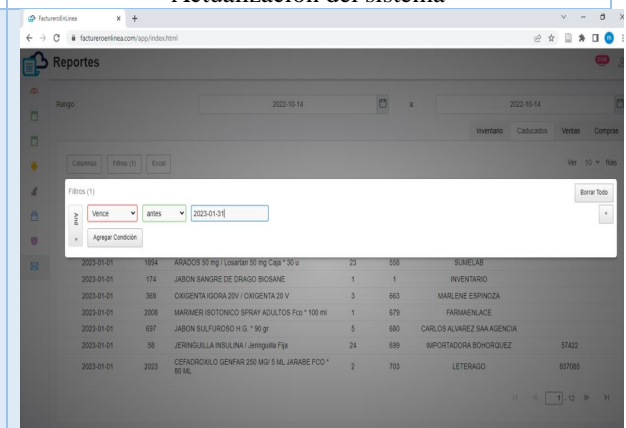 Actualización del sistema
FactureroEnLinea
factureroenlinea.com/app/index.html
Reportes
Rango : 2022-10-14 a: 2022-10-14
Inventario Caducados Ventas Compras
Columnas Filtros (1) Excel Ver 10 filas
Filtros (1) Borrar Todo
And Vence antes 2023-01-31
Agregar Condición
2023-01-01 1894 ARADOS 50 mg / Losartan 50 mg Caja * 30 u 23 556 SUMELAB
2023-01-01 174 JABON SANGRE DE DRAGO BIOSANE 1 1 INVENTARIO
2023-01-01 369 OXIGENTA IGORA 20V / OXIGENTA 20 V 3 663 MARLENE ESPINOZA
2023-01-01 2008 MARIMER ISOTONICO SPRAY ADULTOS Fco * 100 ml 1 679 FARMAENLACE
2023-01-01 697 JABON SULFUROSO H.G. * 90 gr 5 680 CARLOS ALVAREZ SAA AGENCIA
2023-01-01 58 JERINGUILLA INSULINA / Jeringuilla Fija 24 699 IMPORTADORA BOHORQUEZ 57422
2023-01-01 2023 CEFADROXILO GENFAR 250 MG/ 5 ML JARABE FCO * 2 703 LETERAGO 837085
60 ML
1 - 12